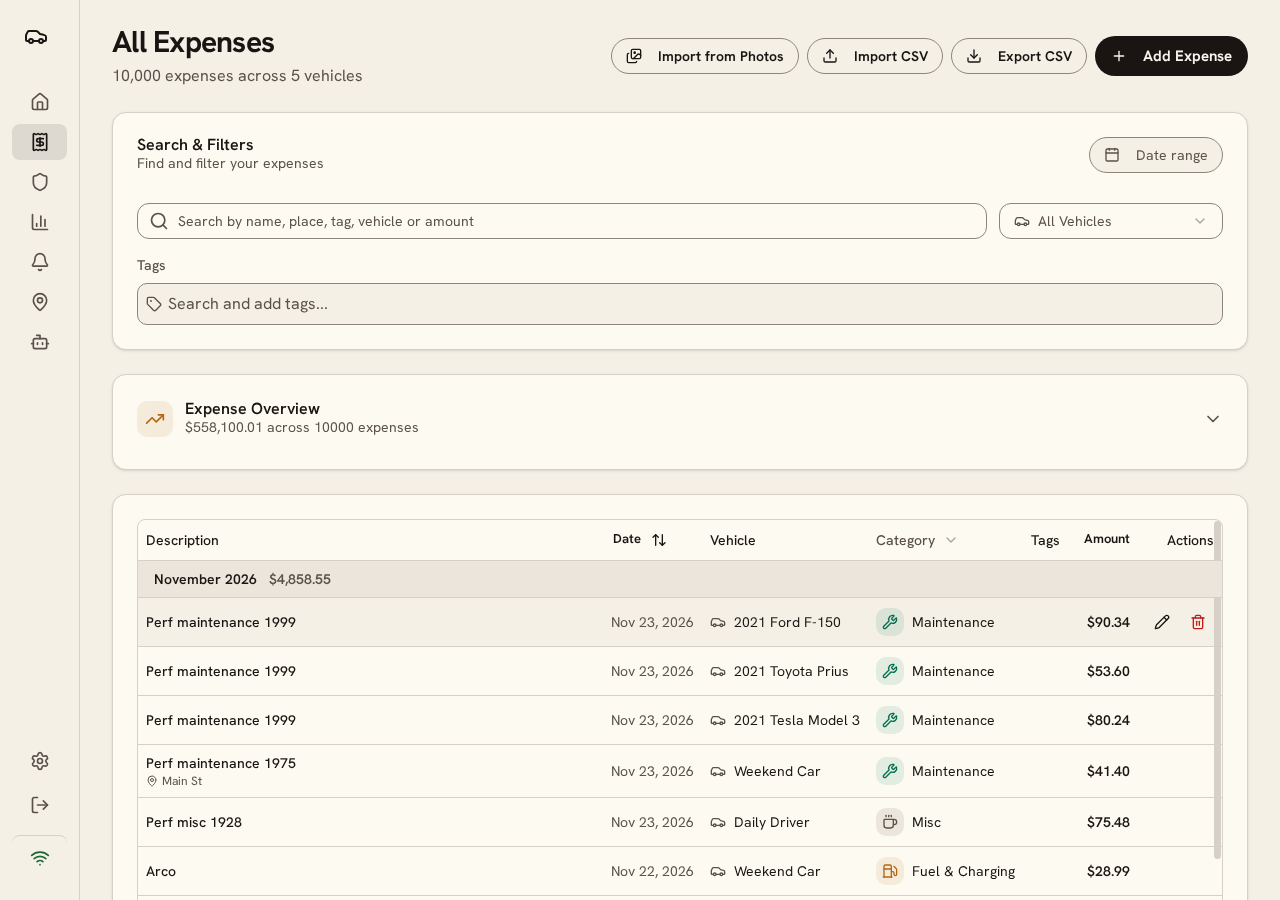 All Expenses
10,000 expenses across 5 vehicles
Import from Photos
Import CSV
Export CSV
Add Expense
Search & Filters
Find and filter your expenses
Date range
Search by name, place, tag, vehicle or amount
All Vehicles
Tags
Search and add tags...
Expense Overview
$558,100.01 across 10000 expenses
Description Date Vehicle Category Tags Amount Actions
November 2026 $4,858.55
Perf maintenance 1999 Nov 23, 2026 2021 Ford F-150 Maintenance $90.34
Perf maintenance 1999 Nov 23, 2026 2021 Toyota Prius Maintenance $53.60
Perf maintenance 1999 Nov 23, 2026 2021 Tesla Model 3 Maintenance $80.24
Perf maintenance 1975 Nov 23, 2026 Weekend Car Maintenance $41.40
Main St
Perf misc 1928 Nov 23, 2026 Daily Driver Misc $75.48
Arco Nov 22, 2026 Weekend Car Fuel & Charging $28.99